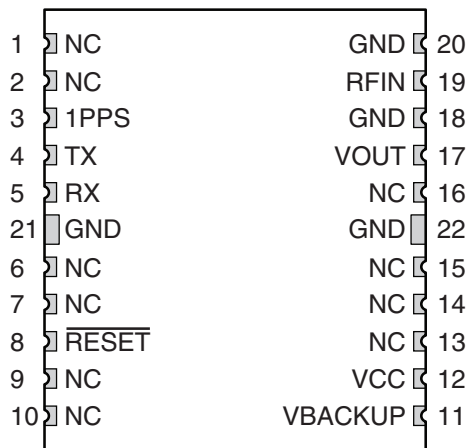 1 NC GND 20
2 NC RFIN 19
3 1PPS GND 18
4 TX VOUT 17
5 RX NC 16
21 GND GND 22
6 NC NC 15
7 NC NC 14
8 RESET NC 13
9 NC VCC 12
10 NC VBACKUP 11